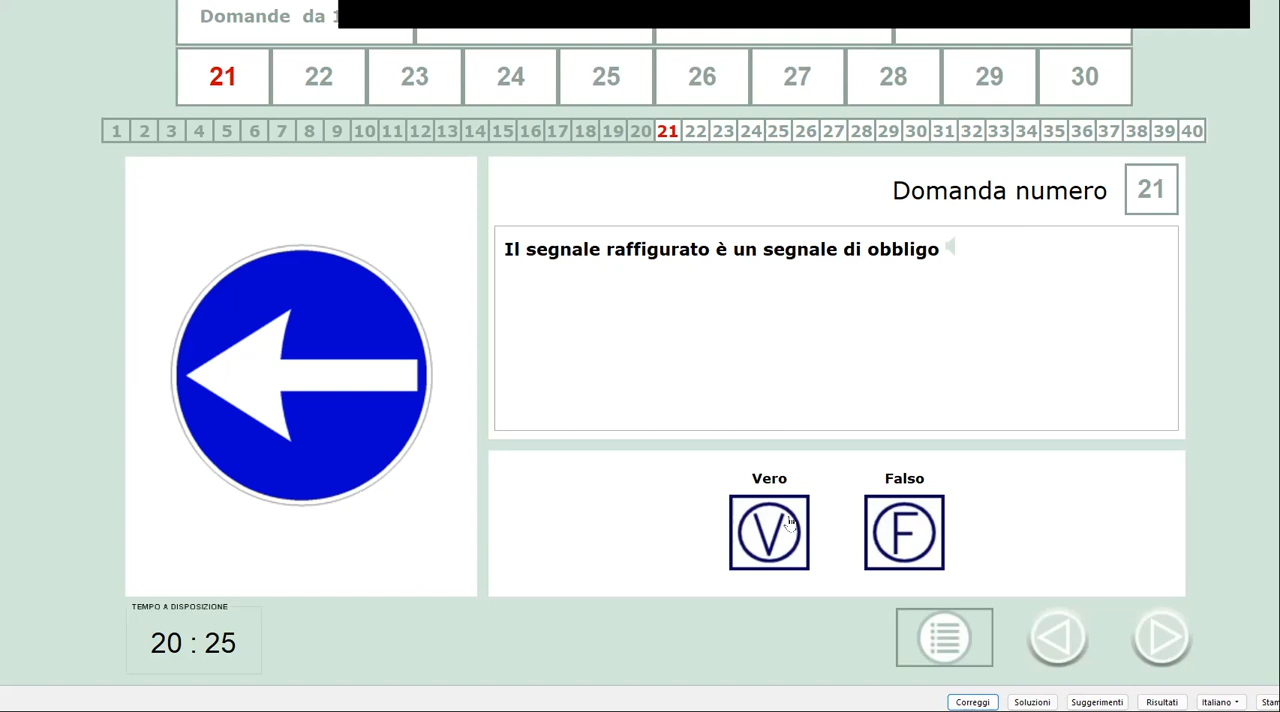 Domande da 1
21 22 23 24 25 26 27 28 29 30
1 2 3 4 5 6 7 8 9 10 11 12 13 14 15 16 17 18 19 20 21 22 23 24 25 26 27 28 29 30 31 32 33 34 35 36 37 38 39 40
Domanda numero 21
Il segnale raffigurato è un segnale di obbligo
Vero Falso
V F
TEMPO A DISPOSIZIONE
20 : 25
Correggi Soluzioni Suggerimenti Risultati Italiano Stam